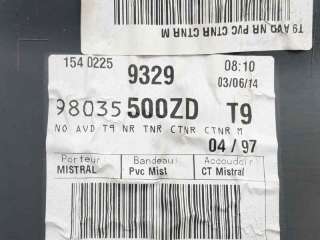 T9 AVD NR PVC CTNR CTNR M
154 0225
9329
08:10
03/06/14
98035 500ZD T9
NO AVD T9 NR TNR CTNR CTNR M
04 / 97
Porteur Bandeau Accoudoir
MISTRAL Pvc Mist CT Mistral